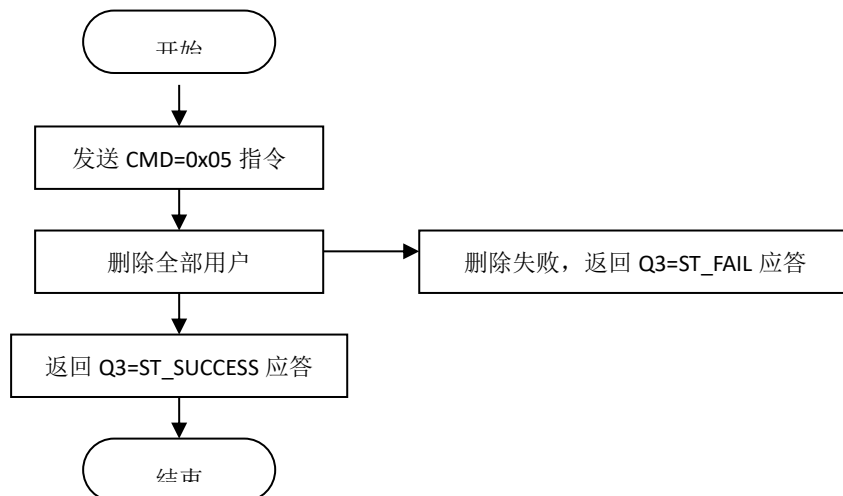 开始
发送 CMD=0x05 指令
删除全部用户
删除失败，返回 Q3=ST_FAIL 应答
返回 Q3=ST_SUCCESS 应答
结束